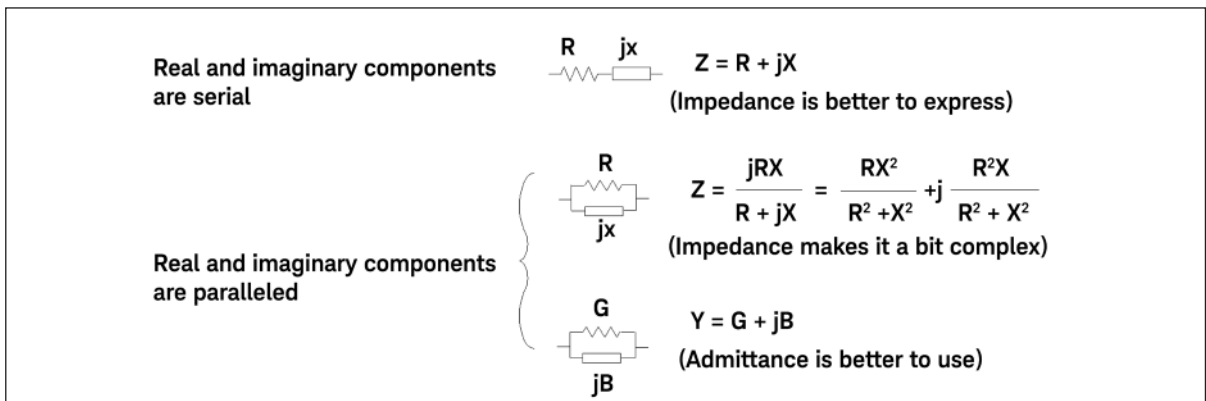 R jx
Z = R + jX
Real and imaginary components
are serial
(Impedance is better to express)
R
jx
Z = jRX / R + jX = RX² / R² +X² +j R²X / R² + X²
(Impedance makes it a bit complex)
Real and imaginary components
are paralleled
G
jB
Y = G + jB
(Admittance is better to use)